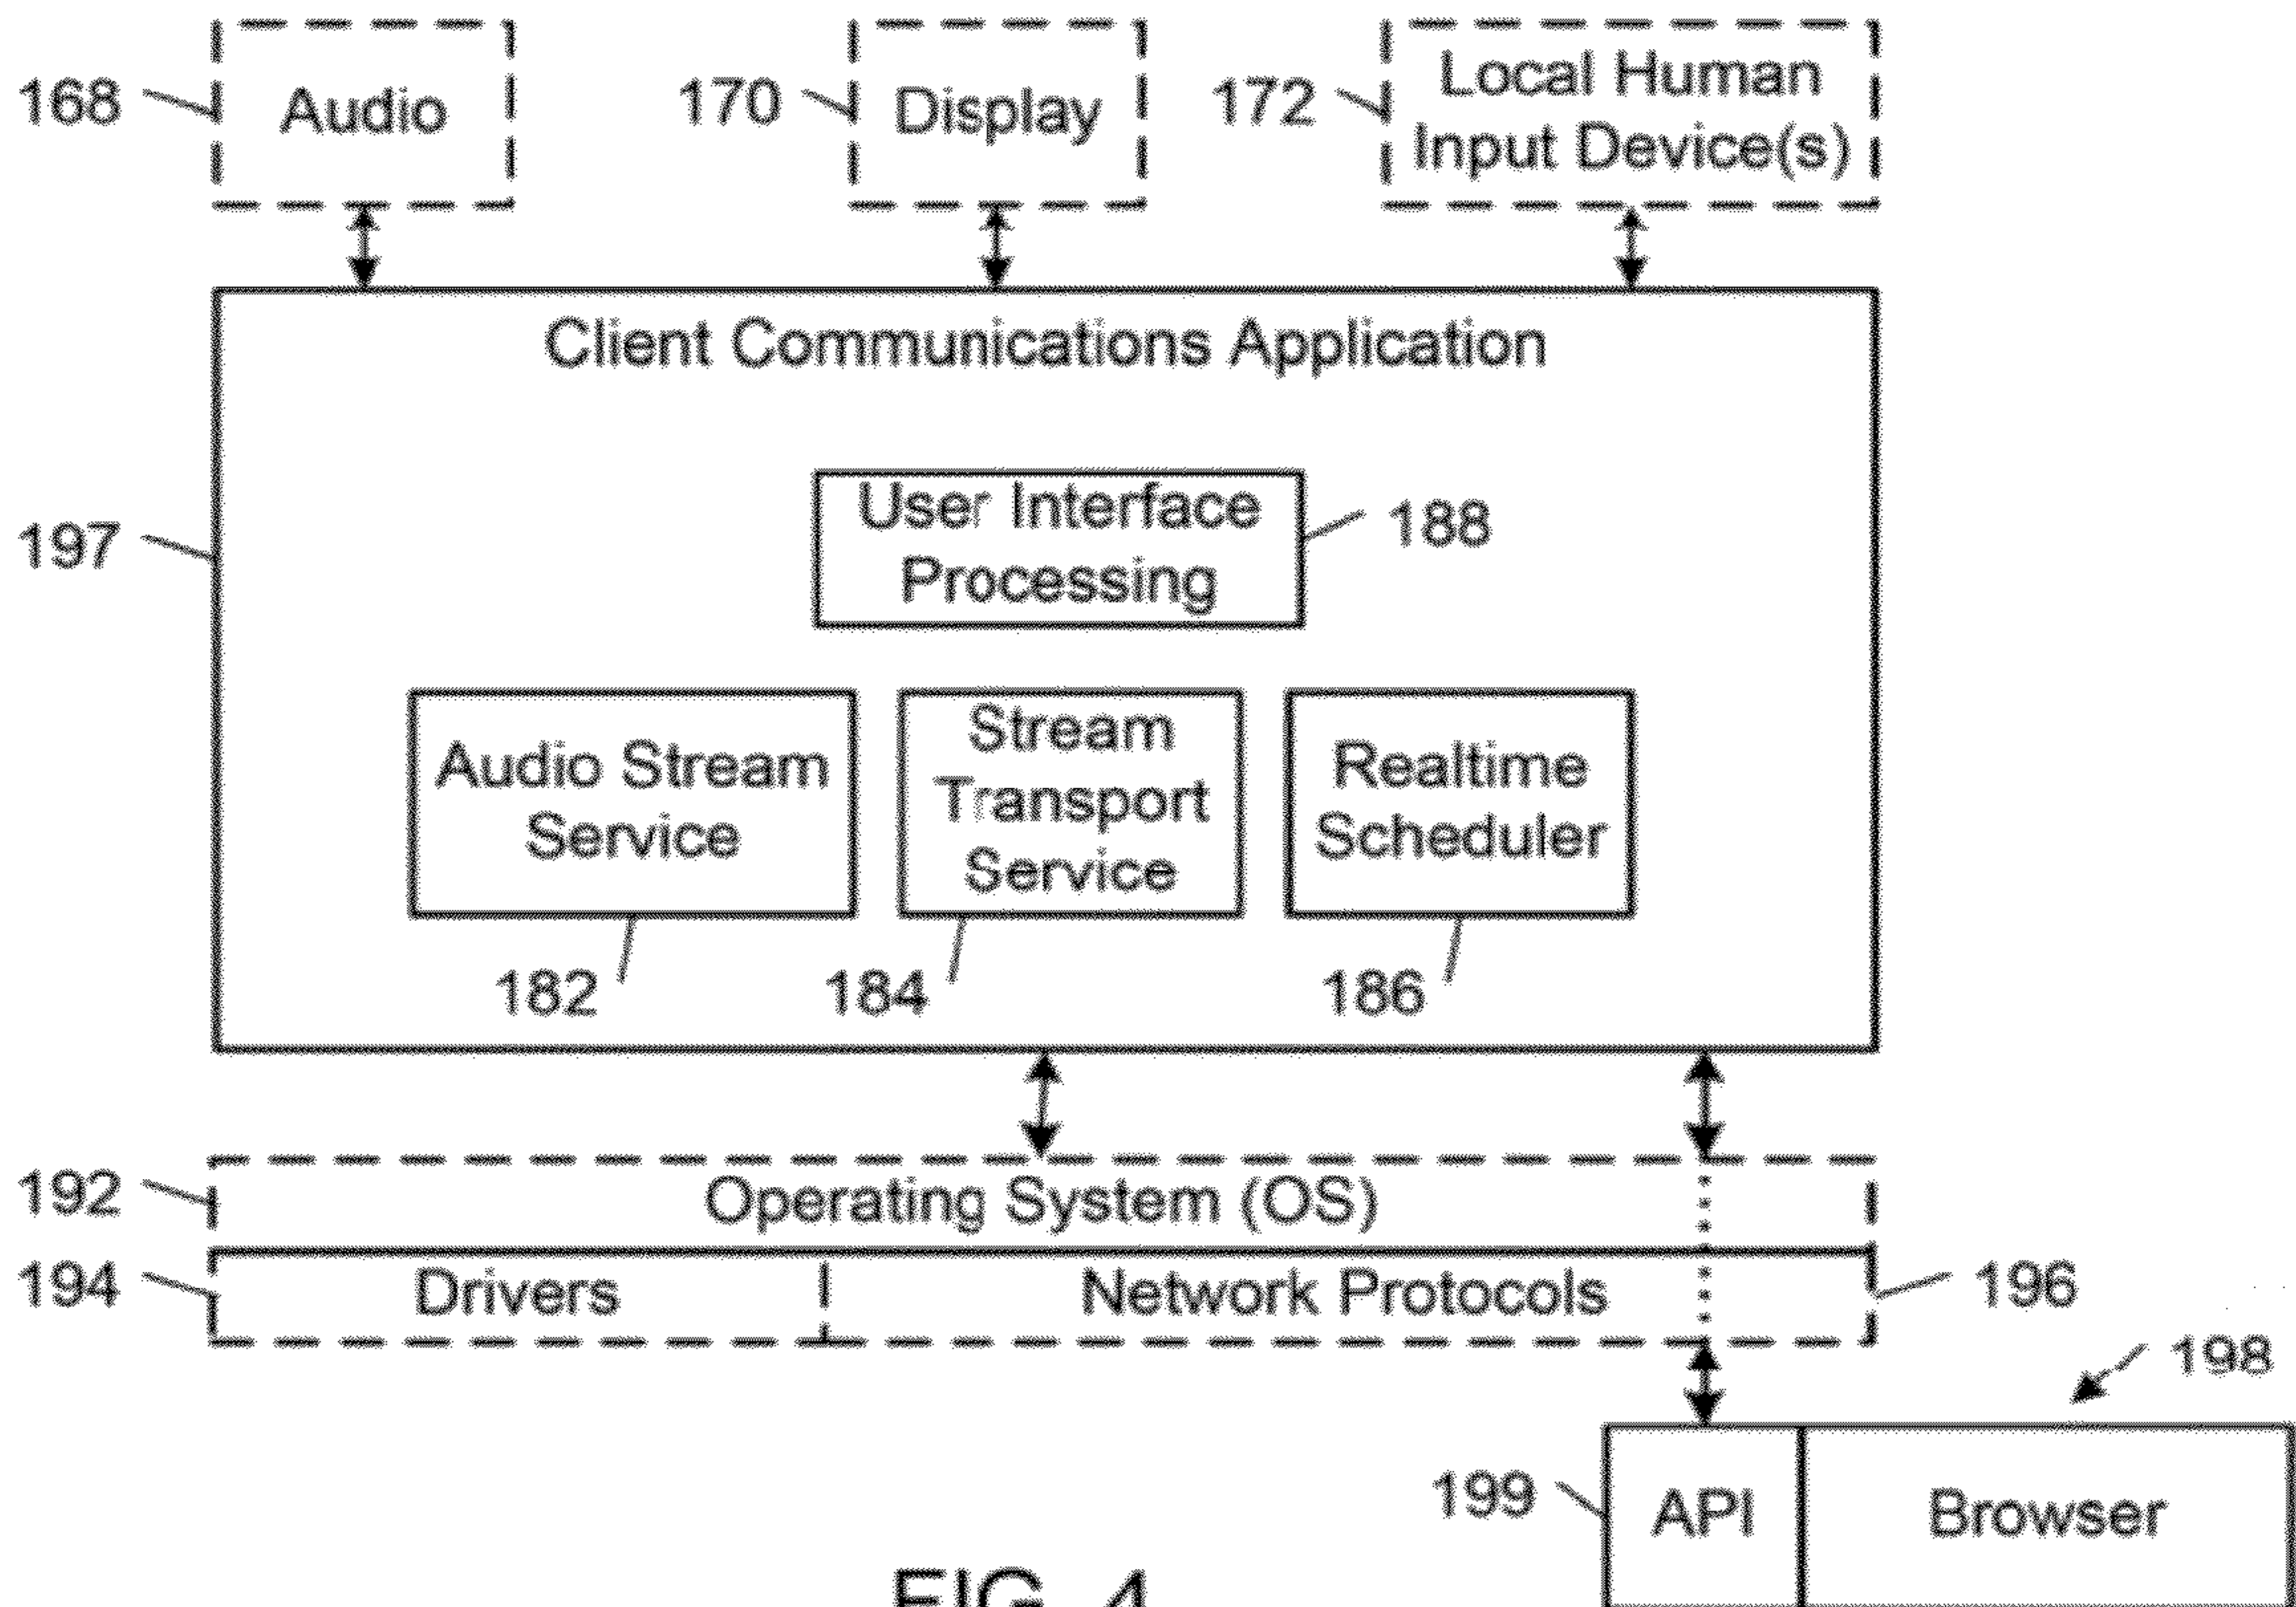 168
Audio
170
Display
172
Local Human
Input Device(s)
Client Communications Application
197
User Interface
Processing
188
Audio Stream
Service
Stream
Transport
Service
Realtime
Scheduler
182
184
186
192
Operating System (OS)
194
Drivers
Network Protocols
196
198
199
API
Browser
FIG. 4